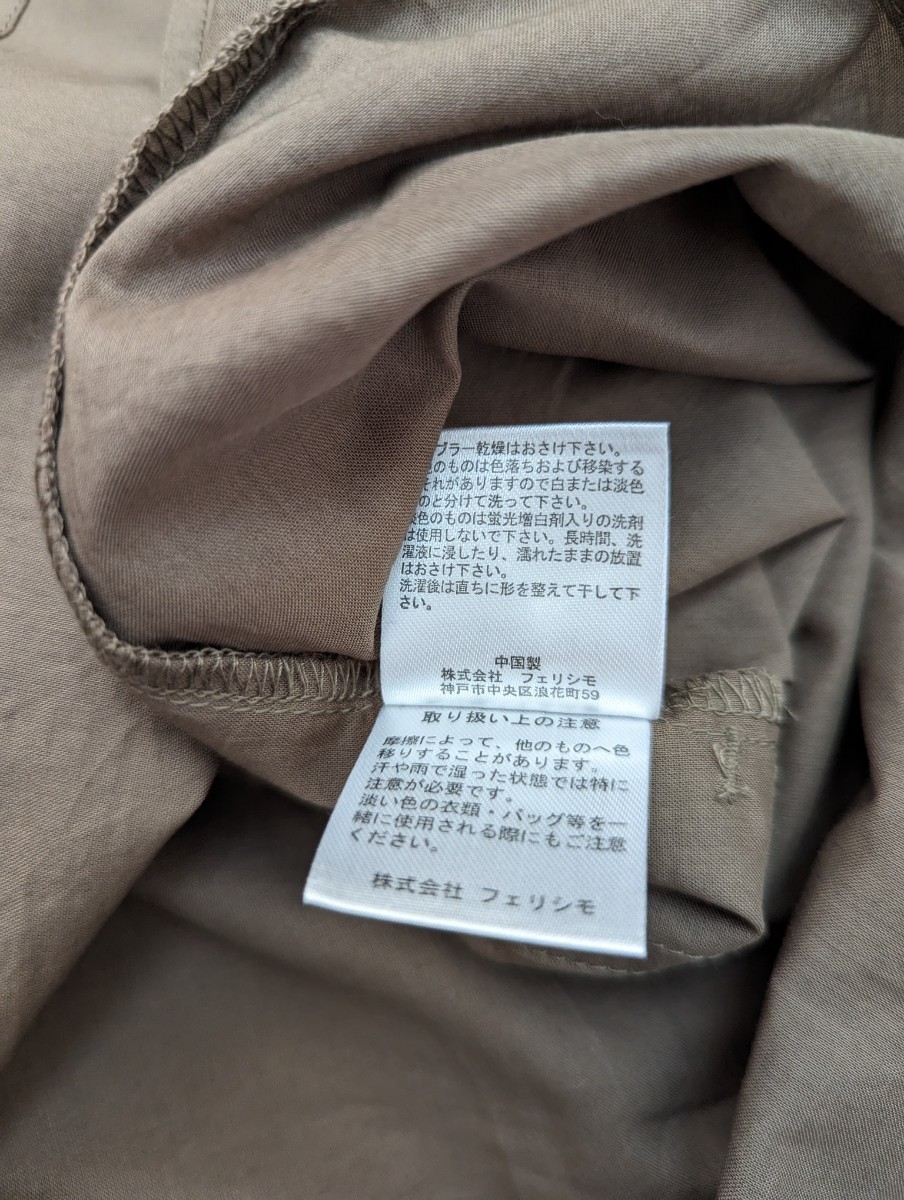 ブラー乾燥はおさけ下さい。
色のものは色落ちおよび移染する
それがありますので白または淡色
のと分けて洗って下さい。
淡色のものは蛍光増白剤入りの洗剤
は使用しないで下さい。長時間、洗
濯液に浸したり、濡れたままの放置
はおさけ下さい。
洗濯後は直ちに形を整えて干して下
さい。
中国製
株式会社 フェリシモ
神戸市中央区浪花町59
取り扱い上の注意
摩擦によって、他のものへ色
移りすることがあります。
汗や雨で湿った状態では特に
注意が必要です。
淡い色の衣類・バッグ等を一
緒に使用される際にもご注意
ください。
株式会社 フェリシモ